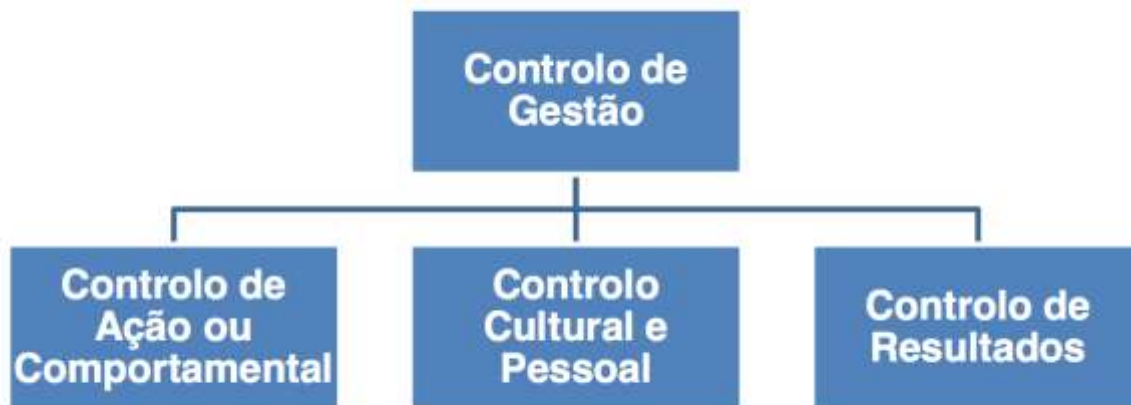 Controlo de
Gestão
Controlo de
Ação ou
Comportamental
Controlo
Cultural e
Pessoal
Controlo de
Resultados